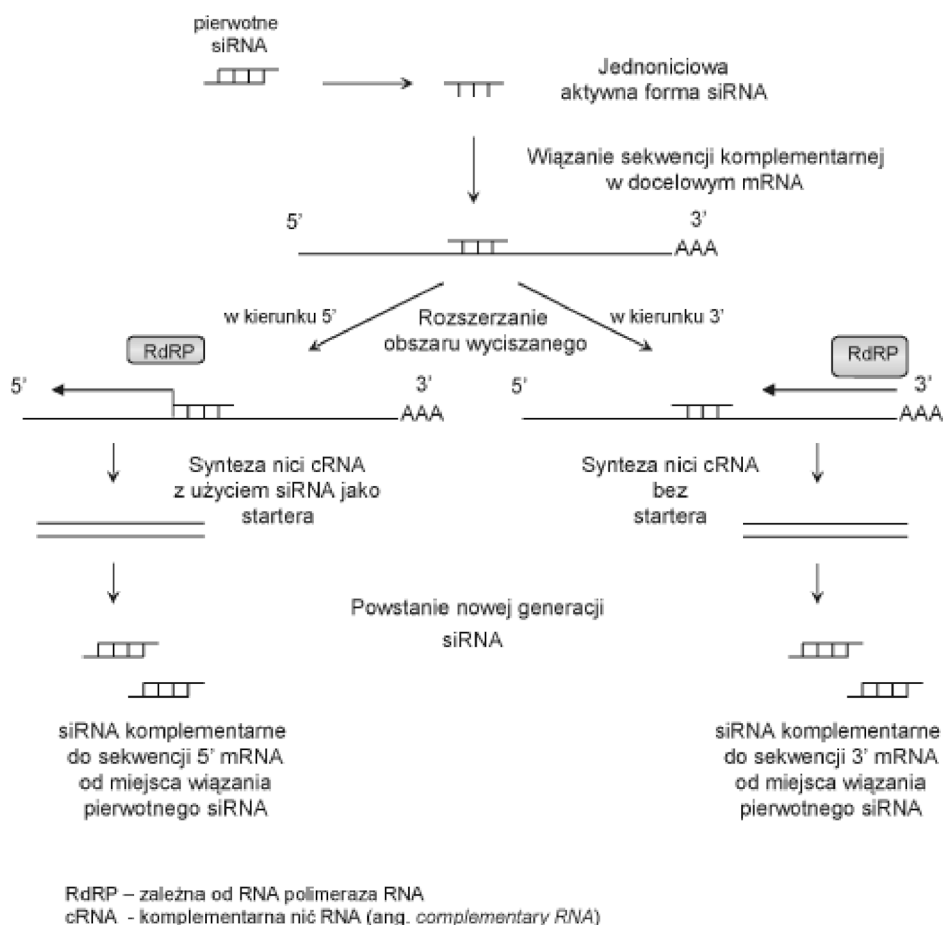 pierwotne
siRNA
Jednoniciowa
aktywna forma siRNA
Wiązanie sekwencji komplementarnej
w docelowym mRNA
5’
3’
AAA
w kierunku 5’
Rozszerzanie
obszaru wyciszanego
w kierunku 3’
RdRP
RdRP
5’
3’
AAA
5’
3’
AAA
Synteza nici cRNA
z użyciem siRNA jako
startera
Synteza nici cRNA
bez
startera
Powstanie nowej generacji
siRNA
siRNA komplementarne
do sekwencji 5’ mRNA
od miejsca wiązania
pierwotnego siRNA
siRNA komplementarne
do sekwencji 3’ mRNA
od miejsca wiązania
pierwotnego siRNA
RdRP – zależna od RNA polimeraza RNA
cRNA - komplementarna nić RNA (ang. complementary RNA)